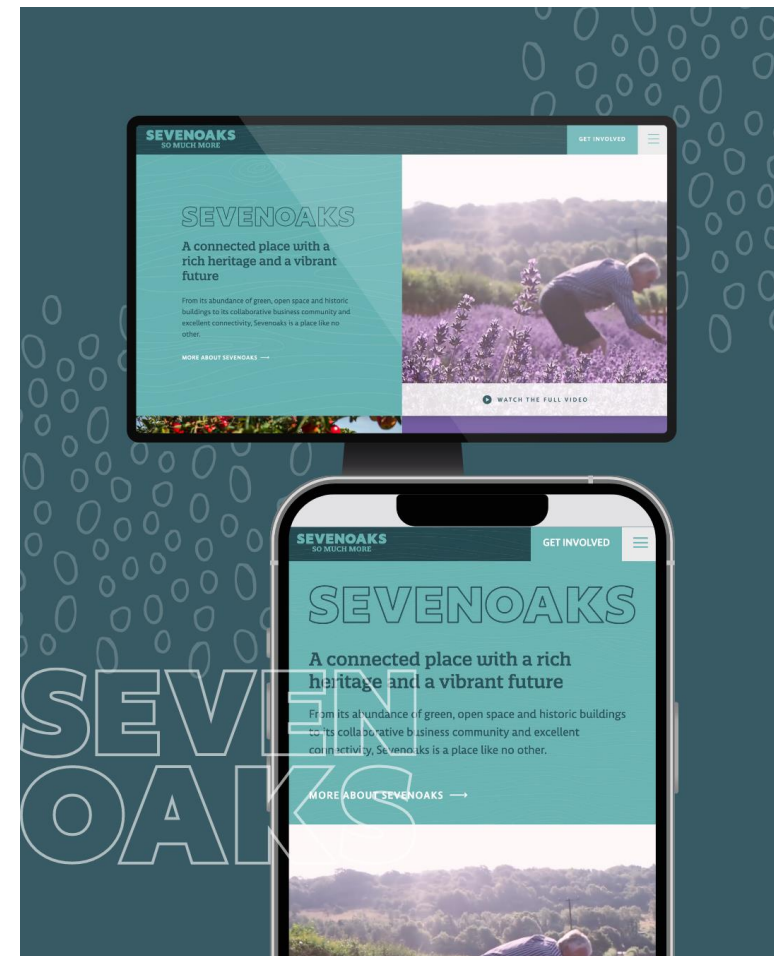 SEVENOAKS
SO MUCH MORE
GET INVOLVED
SEVENOAKS
A connected place with a
rich heritage and a vibrant
future
From its abundance of green, open space and historic
buildings to its collaborative business community and
excellent connectivity, Sevenoaks is a place like no
other.
MORE ABOUT SEVENOAKS →
WATCH THE FULL VIDEO
SEVENOAKS
SO MUCH MORE
GET INVOLVED
SEVENOAKS
A connected place with a rich
heritage and a vibrant future
From its abundance of green, open space and historic buildings
to its collaborative business community and excellent
connectivity, Sevenoaks is a place like no other.
MORE ABOUT SEVENOAKS →
SEVEN
OAKS